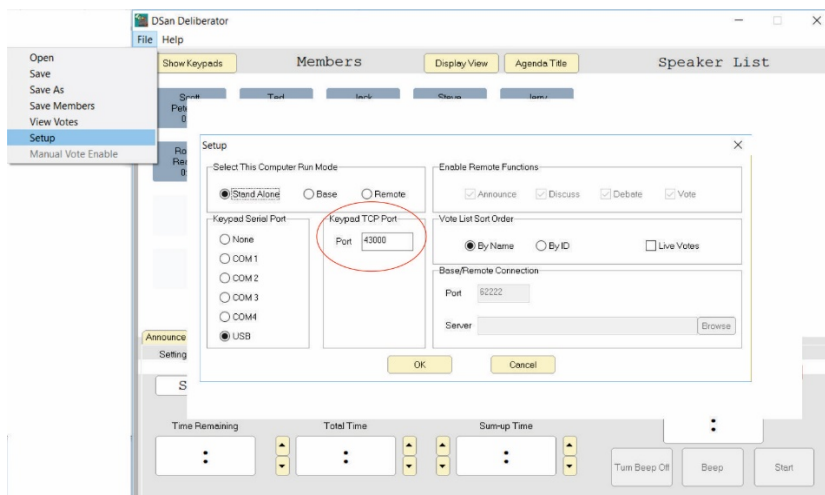 DSan Deliberator
File Help
Open
Save
Save As
Save Members
View Votes
Setup
Manual Vote Enable
Show Keypads
Members
Display View
Agenda Title
Speaker List
Scott
Ted
Jack
Steve
Jerry
Setup
Select This Computer Run Mode
Stand Alone Base Remote
Enable Remote Functions
Announce Discuss Debate Vote
Keypad Serial Port
None
COM 1
COM 2
COM 3
COM4
USB
Keypad TCP Port
Port 43000
Vote List Sort Order
By Name By ID Live Votes
Base/Remote Connection
Port 62222
Server Browse
OK Cancel
Announce
Setting
Time Remaining Total Time Sum-up Time
: : : :
Turn Beep Off Beep Start